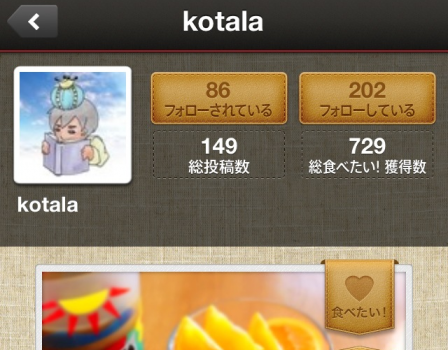 kotala
86
フォローされている
202
フォローしている
149
総投稿数
729
総食べたい! 獲得数
kotala
食べたい!